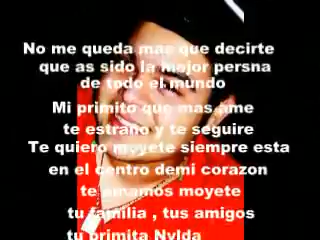 No me queda mas que decirte
que as sido la mejor persna
de todo el mundo
Mi primito que mas ame
te estraño y te seguire
Te quiero moyete siempre esta
en el centro demi corazon
te amamos moyete
tu familia , tus amigos
tu primita Nylda